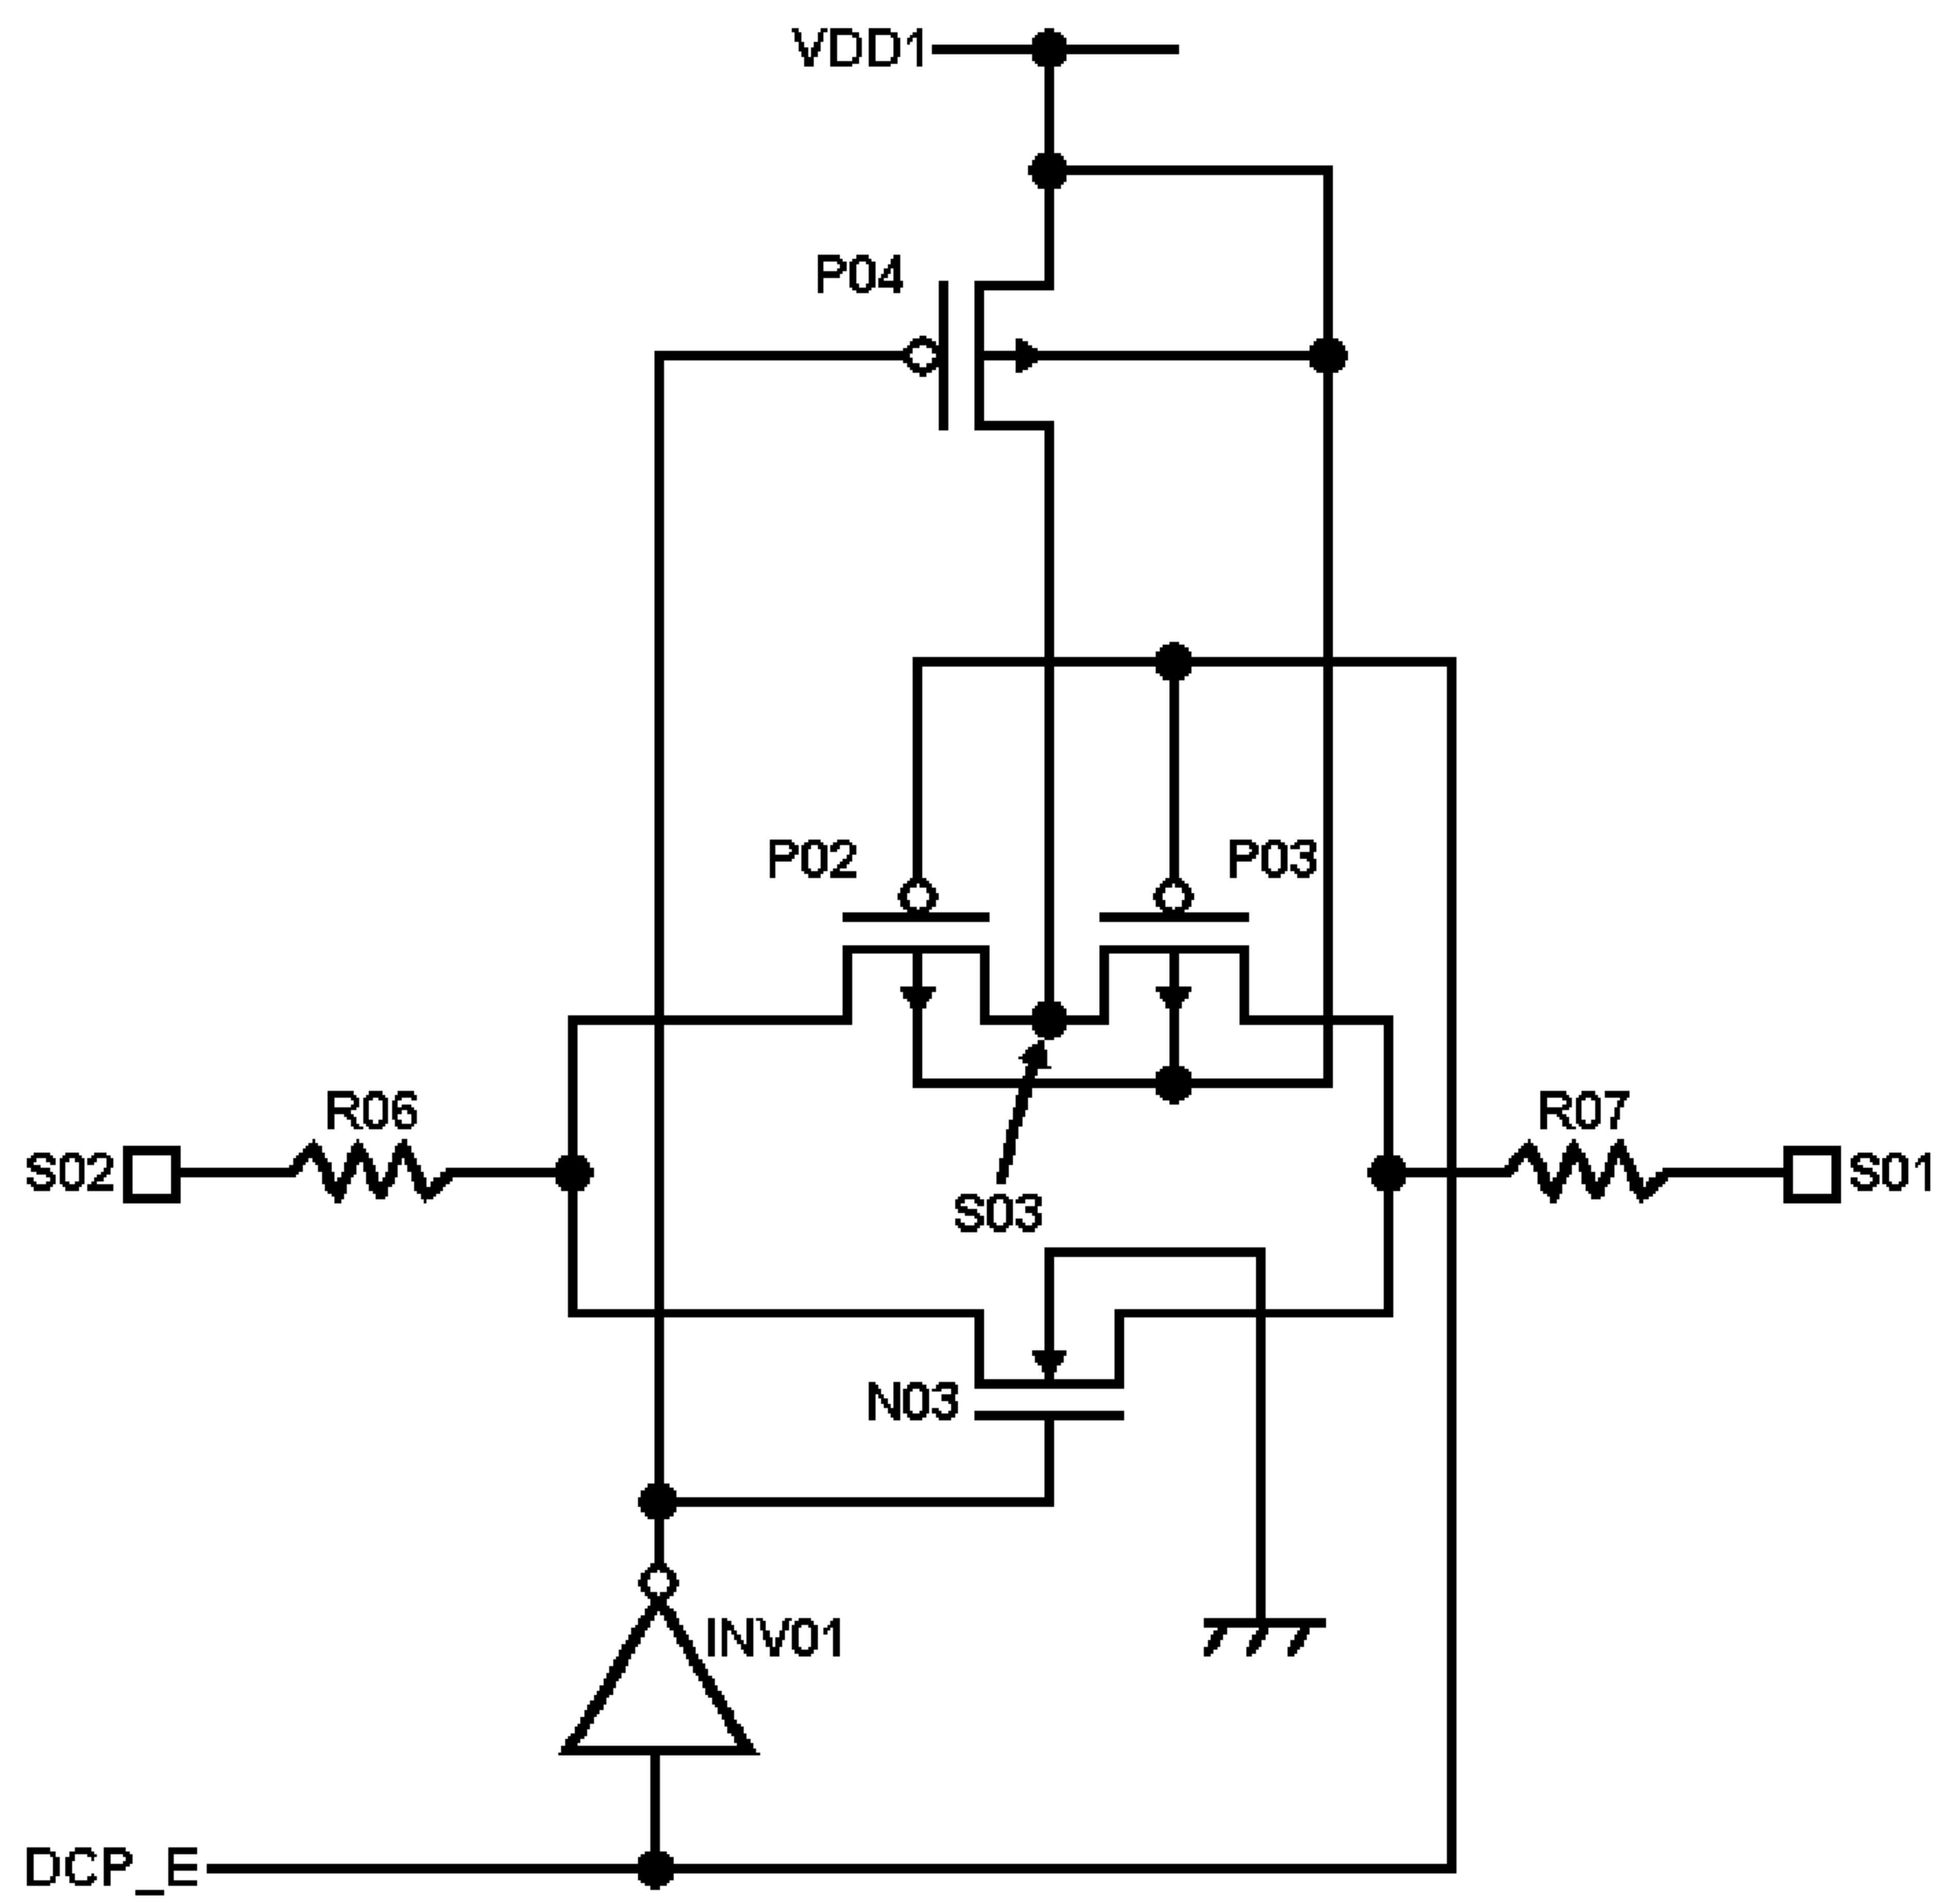 VDD1
P04
P02
P03
R06
R07
S02
S01
S03
N03
INV01
DCP_E